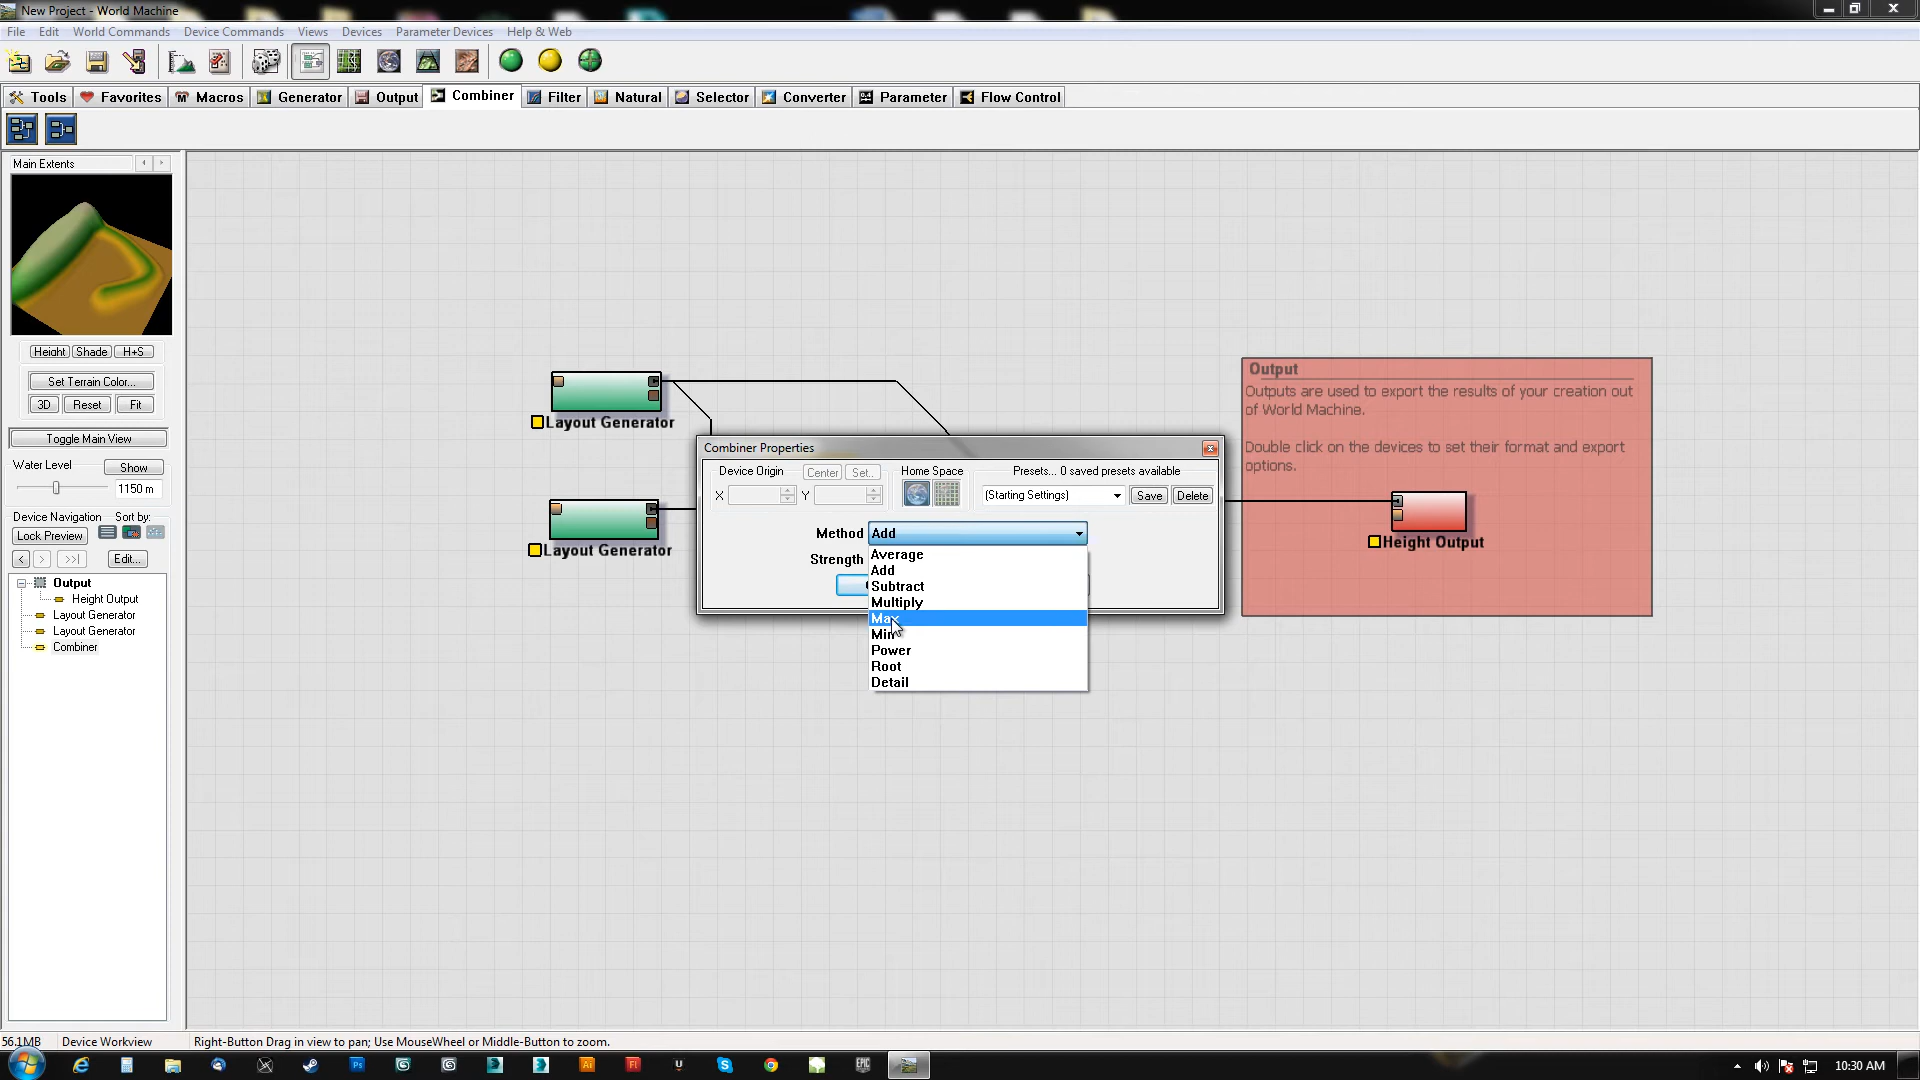 New Project - World Machine
File Edit World Commands Device Commands Views Devices Parameter Devices Help & Web
Tools Favorites Macros Generator Output Combiner Filter Natural Selector Converter Parameter Flow Control
Main Extents
Height Shade H+S
Set Terrain Color...
3D Reset Fit
Toggle Main View
Water Level Show
1150 m
Device Navigation Sort by:
Lock Preview
< > >>| Edit...
Output
Height Output
Layout Generator
Layout Generator
Combiner
Layout Generator
Layout Generator
Combiner Properties
Device Origin Center Set.. Home Space Presets... 0 saved presets available
X Y (Starting Settings) Save Delete
Method Add
Strength
Average
Add
Subtract
Multiply
Max
Min
Power
Root
Detail
Output
Outputs are used to export the results of your creation out
of World Machine.
Double click on the devices to set their format and export
options.
Height Output
56.1MB Device Workview Right-Button Drag in view to pan; Use MouseWheel or Middle-Button to zoom.
10:30 AM